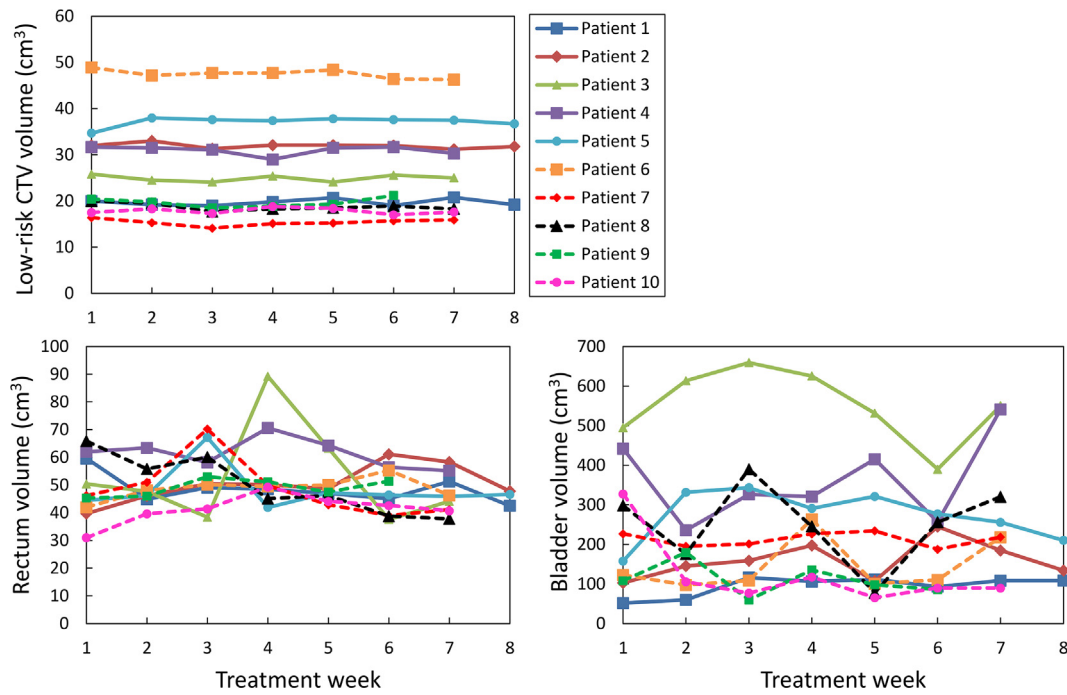 Low-risk CTV volume (cm³)
60
50
40
30
20
10
0
1 2 3 4 5 6 7 8
Patient 1
Patient 2
Patient 3
Patient 4
Patient 5
Patient 6
Patient 7
Patient 8
Patient 9
Patient 10
Rectum volume (cm³)
100
90
80
70
60
50
40
30
20
10
0
1 2 3 4 5 6 7 8
Treatment week
Bladder volume (cm³)
700
600
500
400
300
200
100
0
1 2 3 4 5 6 7 8
Treatment week